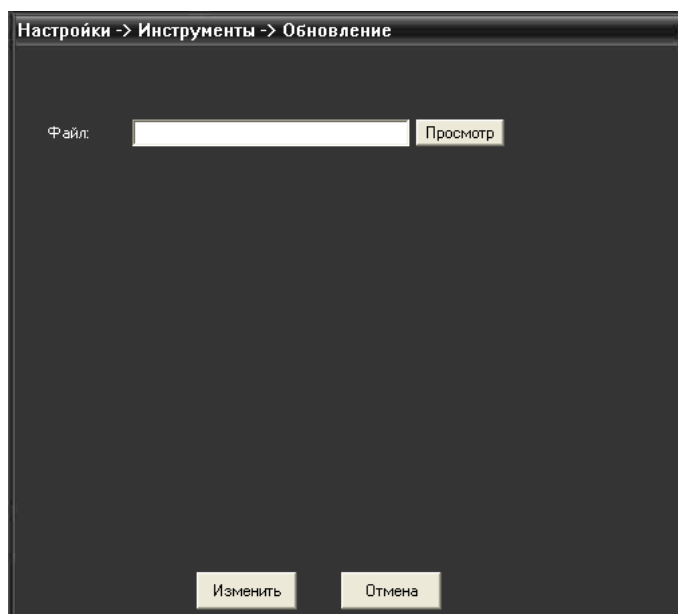 Настройки -> Инструменты -> Обновление
Файл:
Просмотр
Изменить
Отмена